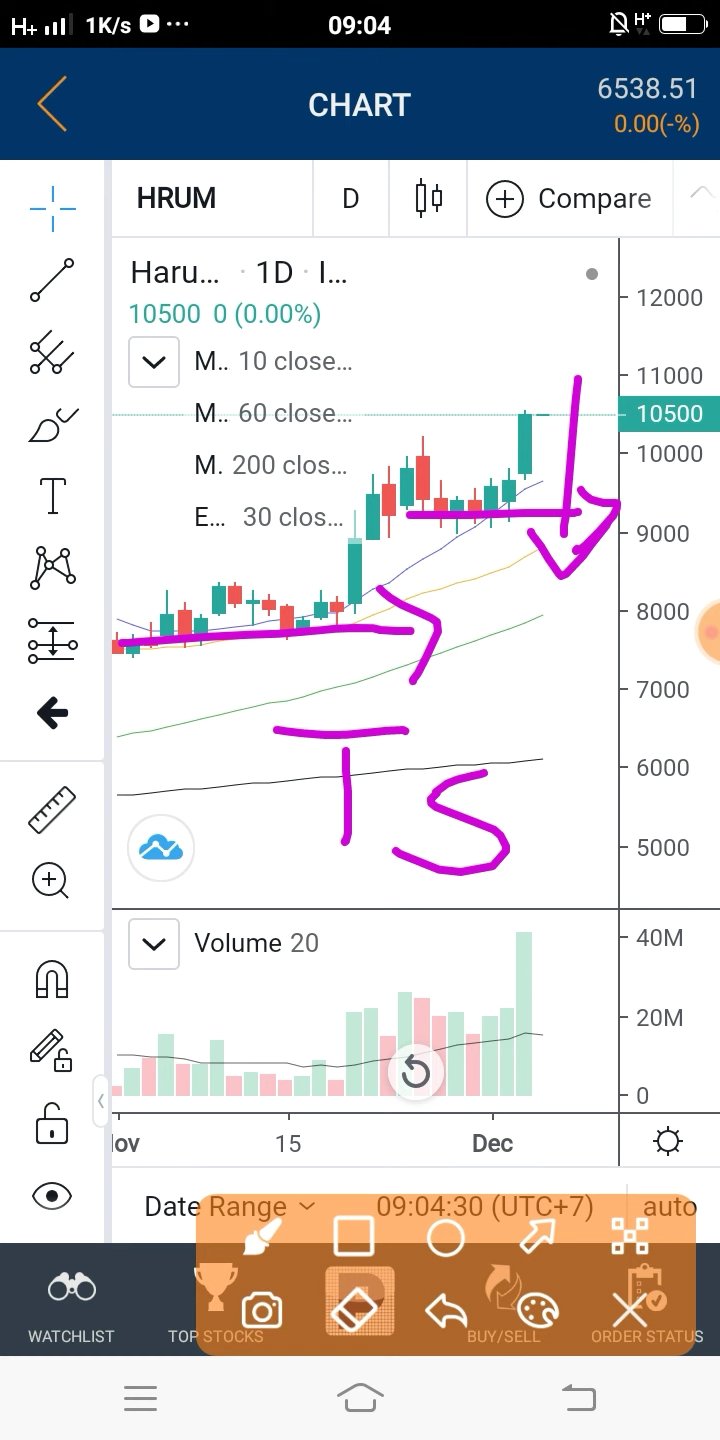 H+ 1K/s ... 09:04 H+
CHART
6538.51
0.00(-%)
HRUM D Compare
Haru... · 1D · I...
10500 0 (0.00%)
M.. 10 close...
M.. 60 close...
M. 200 clos...
E... 30 clos...
12000
11000
10500
10000
9000
8000
7000
6000
5000
TS
Volume 20
40M
20M
0
ov 15 Dec
Date Range 09:04:30 (UTC+7) auto
WATCHLIST TOP STOCKS BUY/SELL ORDER STATUS